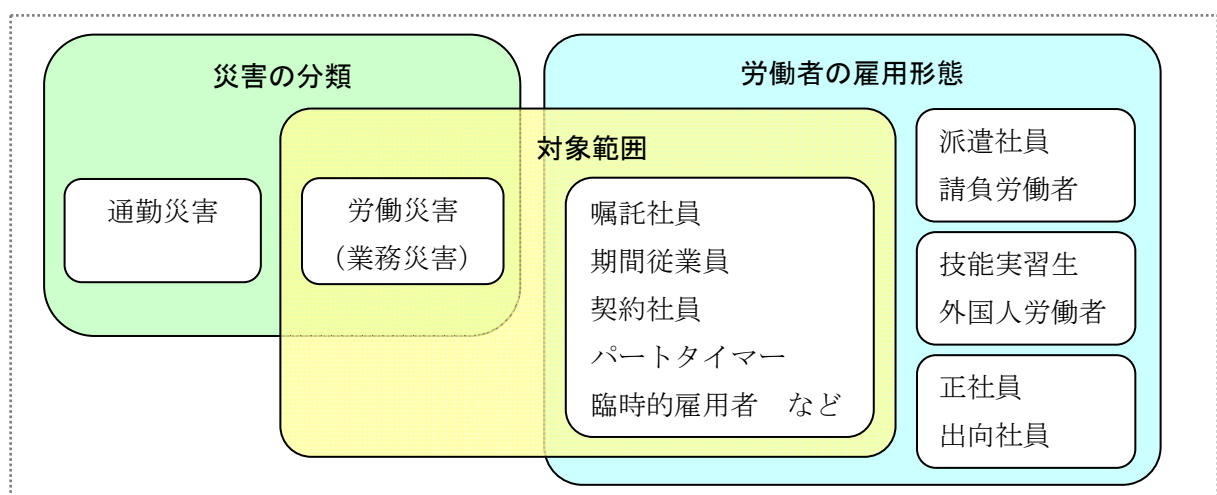 災害の分類
労働者の雇用形態
対象範囲
通勤災害
労働災害
（業務災害）
嘱託社員
期間従業員
契約社員
パートタイマー
臨時的雇用者　など
派遣社員
請負労働者
技能実習生
外国人労働者
正社員
出向社員